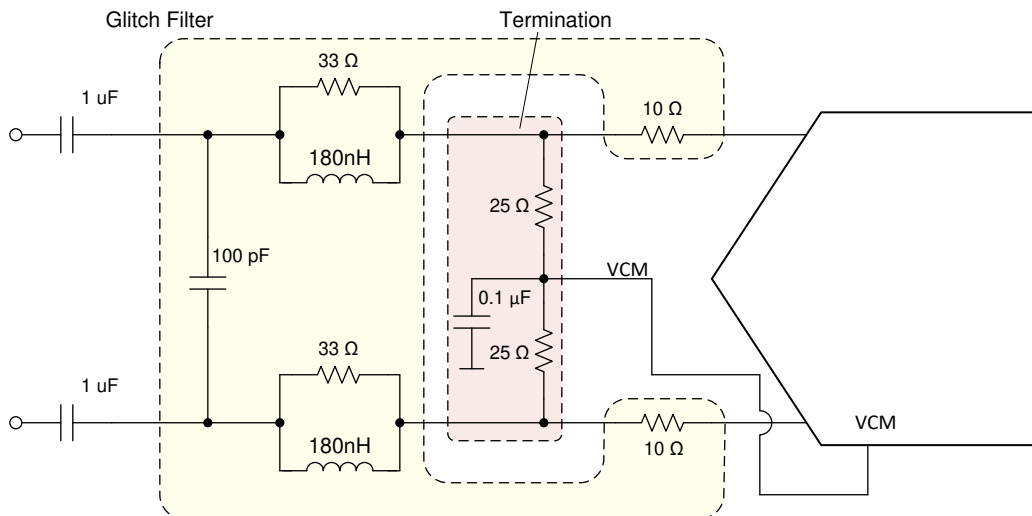 Glitch Filter
Termination
33 Ω
1 uF
10 Ω
180nH
25 Ω
100 pF
VCM
0.1 µF
33 Ω
25 Ω
1 uF
VCM
180nH
10 Ω